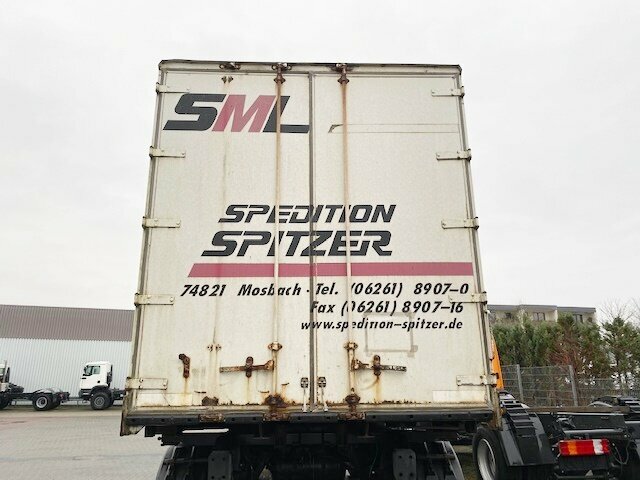 SML
SPEDITION
SPITZER
74821 Mosbach · Tel. (06261) 8907-0
Fax (06261) 8907-16
www.spedition-spitzer.de